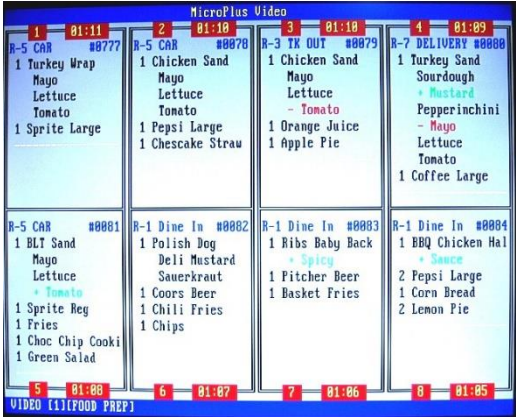 MicroPlus Video
1 01:11
R-5 CAR #0777
1 Turkey Wrap
Mayo
Lettuce
Tomato
1 Sprite Large
2 01:10
R-5 CAR #0078
1 Chicken Sand
Mayo
Lettuce
Tomato
1 Pepsi Large
1 Chescake Straw
3 01:10
R-3 TK OUT #0079
1 Chicken Sand
Mayo
Lettuce
- Tomato
1 Orange Juice
1 Apple Pie
4 01:09
R-7 DELIVERY #0080
1 Turkey Sand
Sourdough
+ Mustard
Pepperinchini
- Mayo
Lettuce
Tomato
1 Coffee Large
R-5 CAR #0081
1 BLT Sand
Mayo
Lettuce
+ Tomato
1 Sprite Reg
1 Fries
1 Choc Chip Cooki
1 Green Salad
5 01:08
R-1 Dine In #0082
1 Polish Dog
Deli Mustard
Sauerkraut
1 Coors Beer
1 Chili Fries
1 Chips
6 01:07
R-1 Dine In #0083
1 Ribs Baby Back
+ Spicy
1 Pitcher Beer
1 Basket Fries
7 01:06
R-1 Dine In #0084
1 BBQ Chicken Hal
+ Sauce
2 Pepsi Large
1 Corn Bread
2 Lemon Pie
8 01:05
VIDEO [1][FOOD PREP]